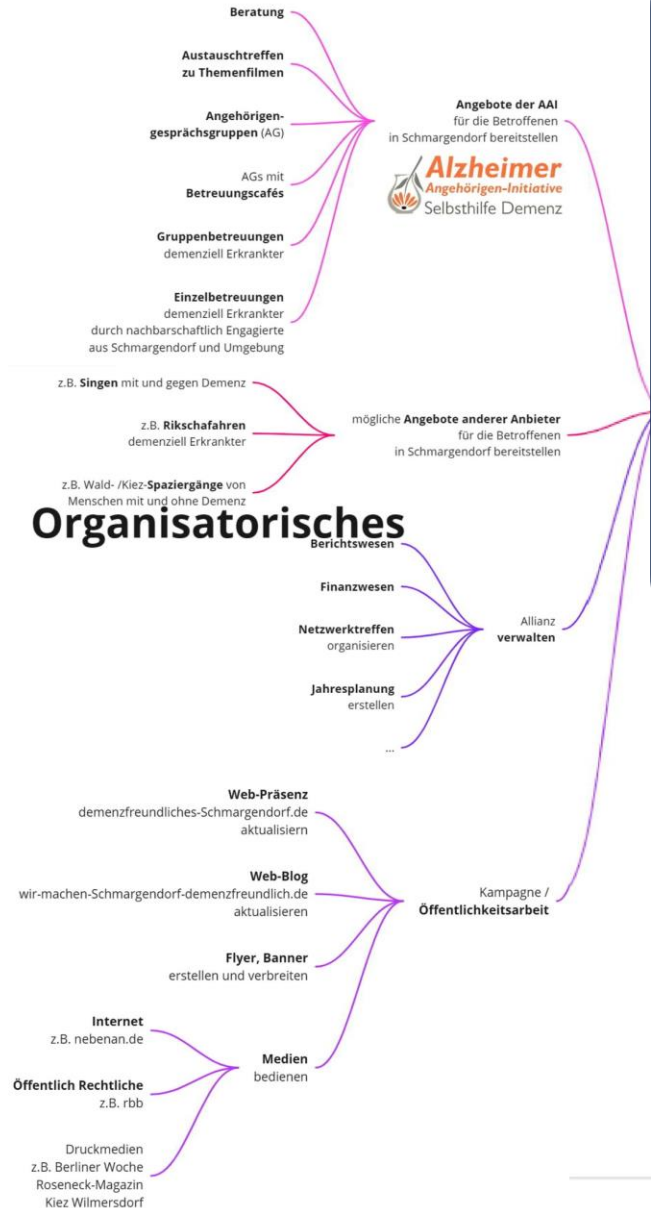 Beratung
Austauschtreffen
zu Themenfilmen
Angehörigen-
gesprächsgruppen (AG)
AGs mit
Betreuungscafés
Gruppenbetreuungen
demenziell Erkrankter
Einzelbetreuungen
demenziell Erkrankter
durch nachbarschaftlich Engagierte
aus Schmargendorf und Umgebung
Angebote der AAI
für die Betroffenen
in Schmargendorf bereitstellen
Alzheimer
Angehörigen-Initiative
Selbsthilfe Demenz
z.B. Singen mit und gegen Demenz
z.B. Rikschafahren
demenziell Erkrankter
z.B. Wald- /Kiez-Spaziergänge von
Menschen mit und ohne Demenz
mögliche Angebote anderer Anbieter
für die Betroffenen
in Schmargendorf bereitstellen
Organisatorisches
Berichtswesen
Finanzwesen
Netzwerktreffen
organisieren
Jahresplanung
erstellen
...
Allianz
verwalten
Web-Präsenz
demenzfreundliches-Schmargendorf.de
aktualisiern
Web-Blog
wir-machen-Schmargendorf-demenzfreundlich.de
aktualisieren
Flyer, Banner
erstellen und verbreiten
Kampagne /
Öffentlichkeitsarbeit
Internet
z.B. nebenan.de
Öffentlich Rechtliche
z.B. rbb
Druckmedien
z.B. Berliner Woche
Roseneck-Magazin
Kiez Wilmersdorf
Medien
bedienen